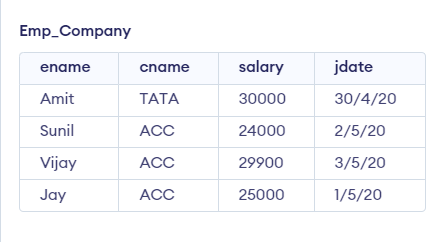 Emp_Company
ename cname salary jdate
Amit TATA 30000 30/4/20
Sunil ACC 24000 2/5/20
Vijay ACC 29900 3/5/20
Jay ACC 25000 1/5/20